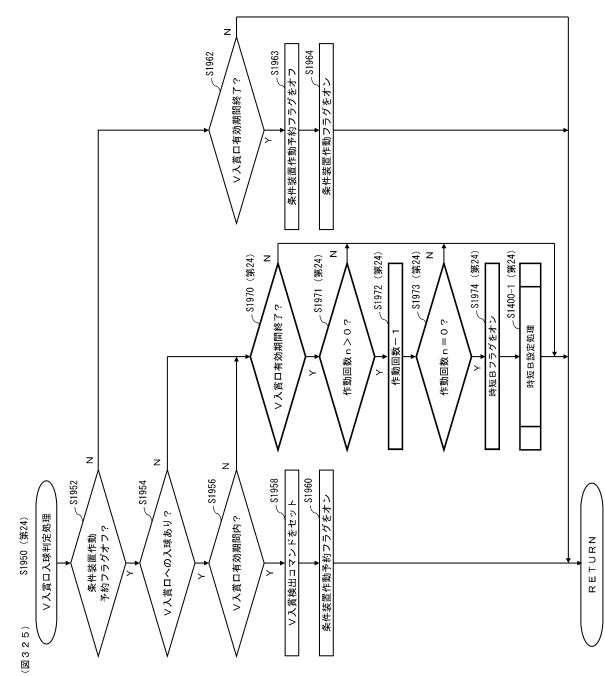 (図325)
S1950(第24)
V入賞口入球判定処理
S1952
条件装置作動
予約フラグオフ?
N
Y
S1954
V入賞口への入球あり?
N
Y
S1956
V入賞口有効期間内?
N
Y
S1958
V入賞検出コマンドをセット
S1960
条件装置作動予約フラグをオン
S1970(第24)
V入賞口有効期間終了?
N
Y
S1971(第24)
作動回数n>0?
N
Y
S1972(第24)
作動回数-1
S1973(第24)
作動回数n=0?
N
Y
S1974(第24)
時短Bフラグをオン
S1400-1(第24)
時短B設定処理
S1962
V入賞口有効期間終了?
N
Y
S1963
条件装置作動予約フラグをオフ
S1964
条件装置作動フラグをオン
RETURN